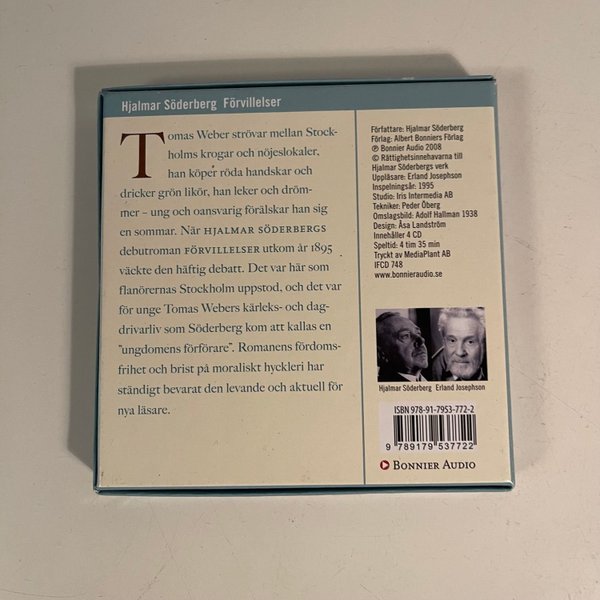 Hjalmar Söderberg Förvillelser
Tomas Weber strövar mellan Stock-
holms krogar och nöjeslokaler,
han köper röda handskar och
dricker grön likör, han leker och dröm-
mer – ung och oansvarig förälskar han sig
en sommar. När HJALMAR SÖDERBERGS
debutroman FÖRVILLELSER utkom år 1895
väckte den häftig debatt. Det var här som
flanörernas Stockholm uppstod, och det var
för unge Tomas Webers kärleks- och dag-
drivarliv som Söderberg kom att kallas en
"ungdomens förförare". Romanens fördoms-
frihet och brist på moraliskt hyckleri har
ständigt bevarat den levande och aktuell för
nya läsare.
Författare: Hjalmar Söderberg
Förlag: Albert Bonniers Förlag
℗ Bonnier Audio 2008
© Rättighetsinnehavarna till
Hjalmar Söderbergs verk
Uppläsare: Erland Josephson
Inspelningsår: 1995
Studio: Iris Intermedia AB
Tekniker: Peder Öberg
Omslagsbild: Adolf Hallman 1938
Design: Åsa Landström
Innehåller 4 CD
Speltid: 4 tim 35 min
Tryckt av MediaPlant AB
IFCD 748
www.bonnieraudio.se
Hjalmar Söderberg Erland Josephson
ISBN 978-91-7953-772-2
9 789179 537722
BONNIER AUDIO